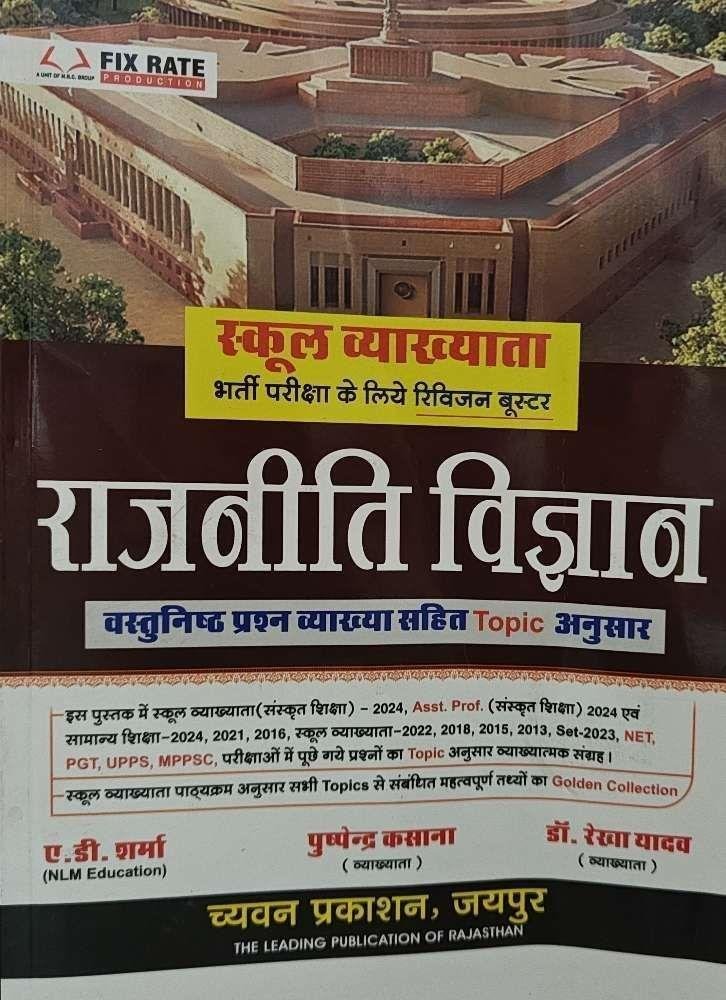 FIX RATE
A UNIT OF M.H.C. GROUP
PRODUCTION
स्कूल व्याख्याता
भर्ती परीक्षा के लिये रिविजन बूस्टर
राजनीति विज्ञान
वस्तुनिष्ठ प्रश्न व्याख्या सहित Topic अनुसार
इस पुस्तक में स्कूल व्याख्याता(संस्कृत शिक्षा) - 2024, Asst. Prof. (संस्कृत शिक्षा) 2024 एवं
सामान्य शिक्षा-2024, 2021, 2016, स्कूल व्याख्याता-2022, 2018, 2015, 2013, Set-2023, NET,
PGT, UPPS, MPPSC, परीक्षाओं में पूछे गये प्रश्नों का Topic अनुसार व्याख्यात्मक संग्रह।
स्कूल व्याख्याता पाठ्यक्रम अनुसार सभी Topics से संबंधित महत्वपूर्ण तथ्यों का Golden Collection
ए.डी. शर्मा पुष्पेन्द्र कसाना डॉ. रेखा यादव
(NLM Education) (व्याख्याता) (व्याख्याता)
च्यवन प्रकाशन, जयपुर
THE LEADING PUBLICATION OF RAJASTHAN